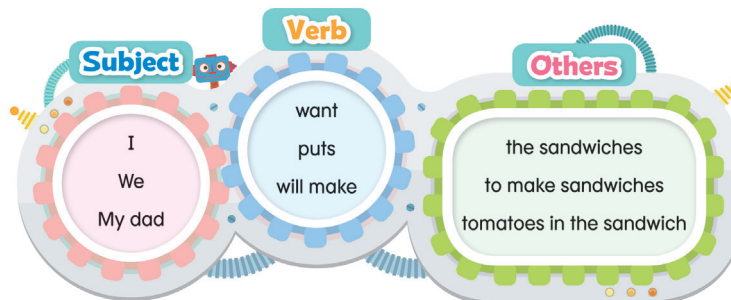 Subject
I
We
My dad
Verb
want
puts
will make
Others
the sandwiches
to make sandwiches
tomatoes in the sandwich